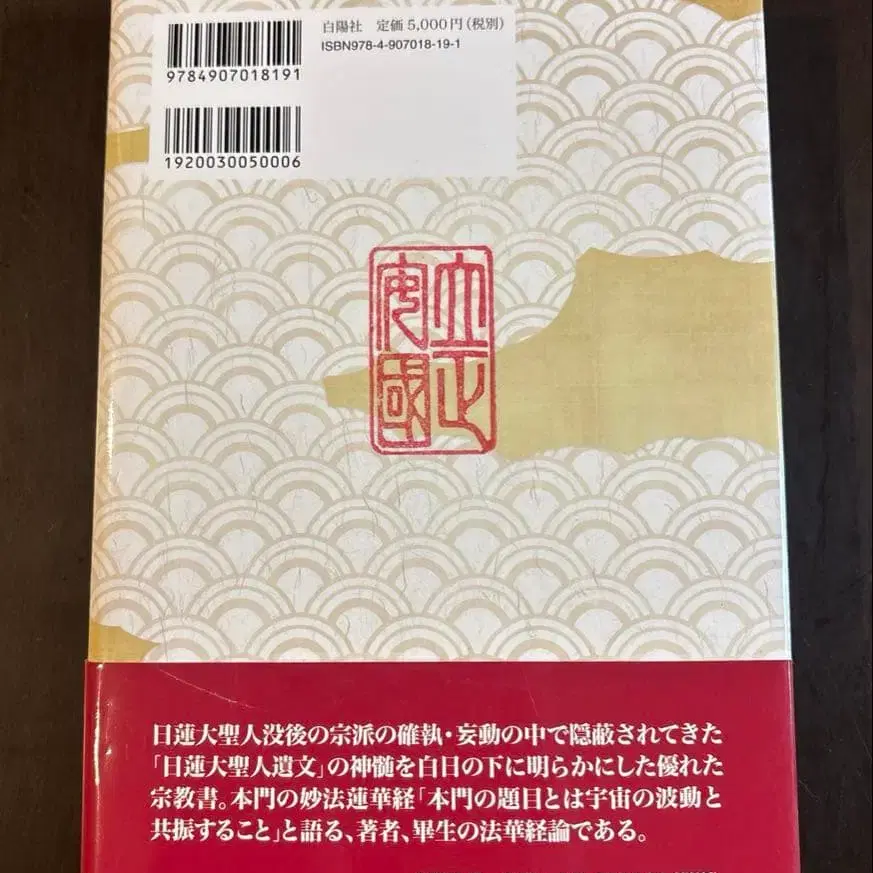 白陽社 定価5,000円(税別)
ISBN978-4-907018-19-1
9784907018191
1920030050006
立正
安國
日蓮大聖人没後の宗派の確執・妄動の中で隠蔽されてきた
「日蓮大聖人遺文」の神髄を白日の下に明らかにした優れた
宗教書。本門の妙法蓮華経「本門の題目とは宇宙の波動と
共振すること」と語る、著者、畢生の法華経論である。